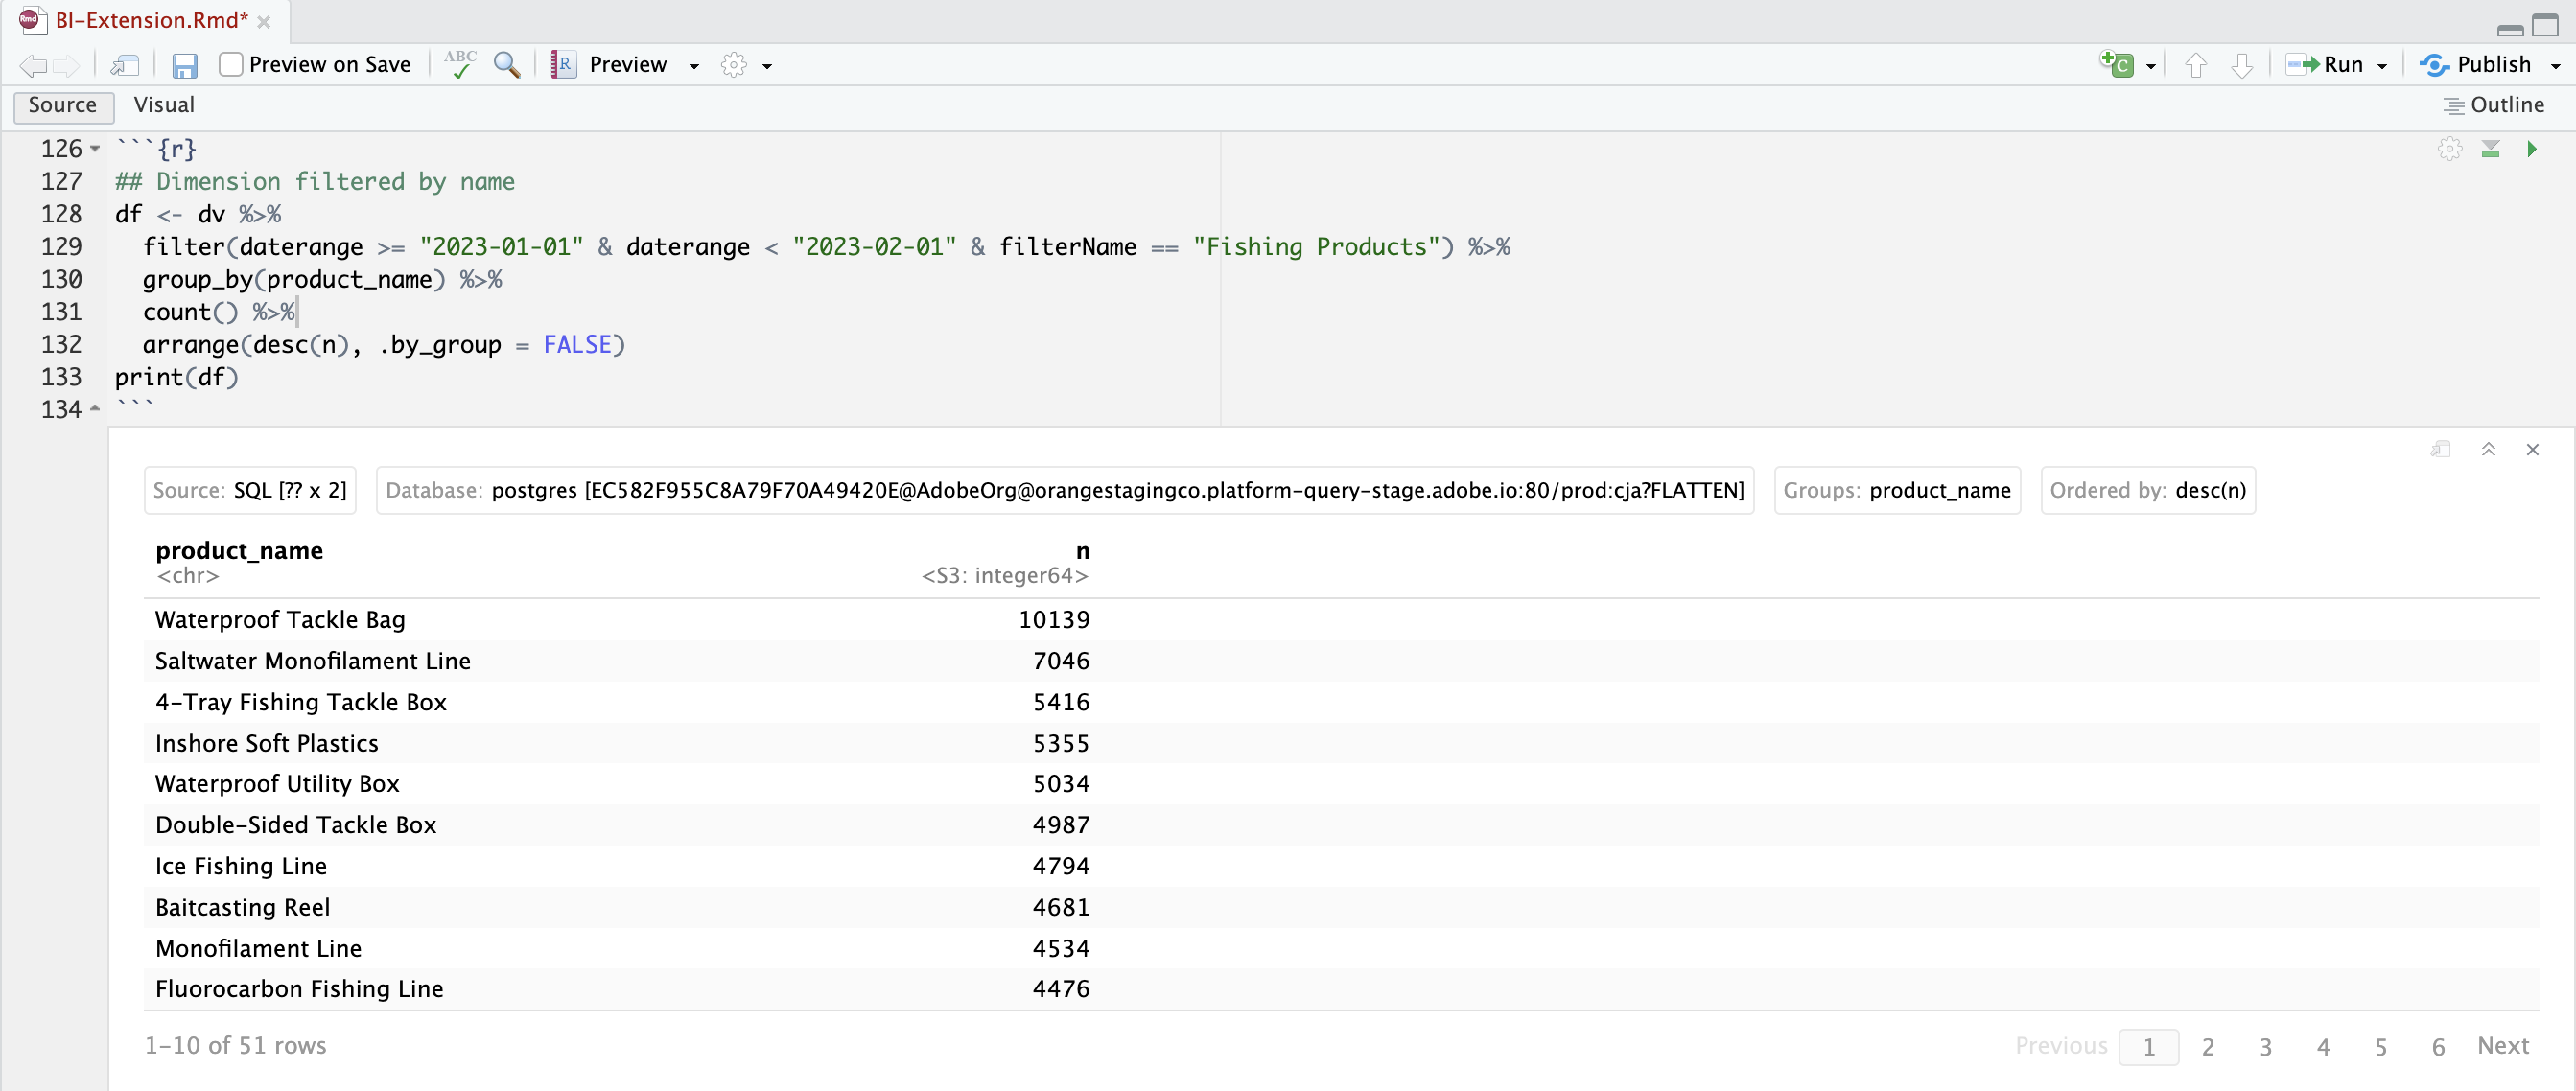 BI-Extension.Rmd*
Preview on Save ABC R Preview C Run Publish
Source Visual Outline
126 ```{r}
127 ## Dimension filtered by name
128 df <- dv %>%
129   filter(daterange >= "2023-01-01" & daterange < "2023-02-01" & filterName == "Fishing Products") %>%
130   group_by(product_name) %>%
131   count() %>%
132   arrange(desc(n), .by_group = FALSE)
133 print(df)
134 ```
Source: SQL [?? x 2] Database: postgres [EC582F955C8A79F70A49420E@AdobeOrg@orangestagingco.platform-query-stage.adobe.io:80/prod:cja?FLATTEN] Groups: product_name Ordered by: desc(n)
product_name n
<chr> <S3: integer64>
Waterproof Tackle Bag 10139
Saltwater Monofilament Line 7046
4-Tray Fishing Tackle Box 5416
Inshore Soft Plastics 5355
Waterproof Utility Box 5034
Double-Sided Tackle Box 4987
Ice Fishing Line 4794
Baitcasting Reel 4681
Monofilament Line 4534
Fluorocarbon Fishing Line 4476
1-10 of 51 rows Previous 1 2 3 4 5 6 Next